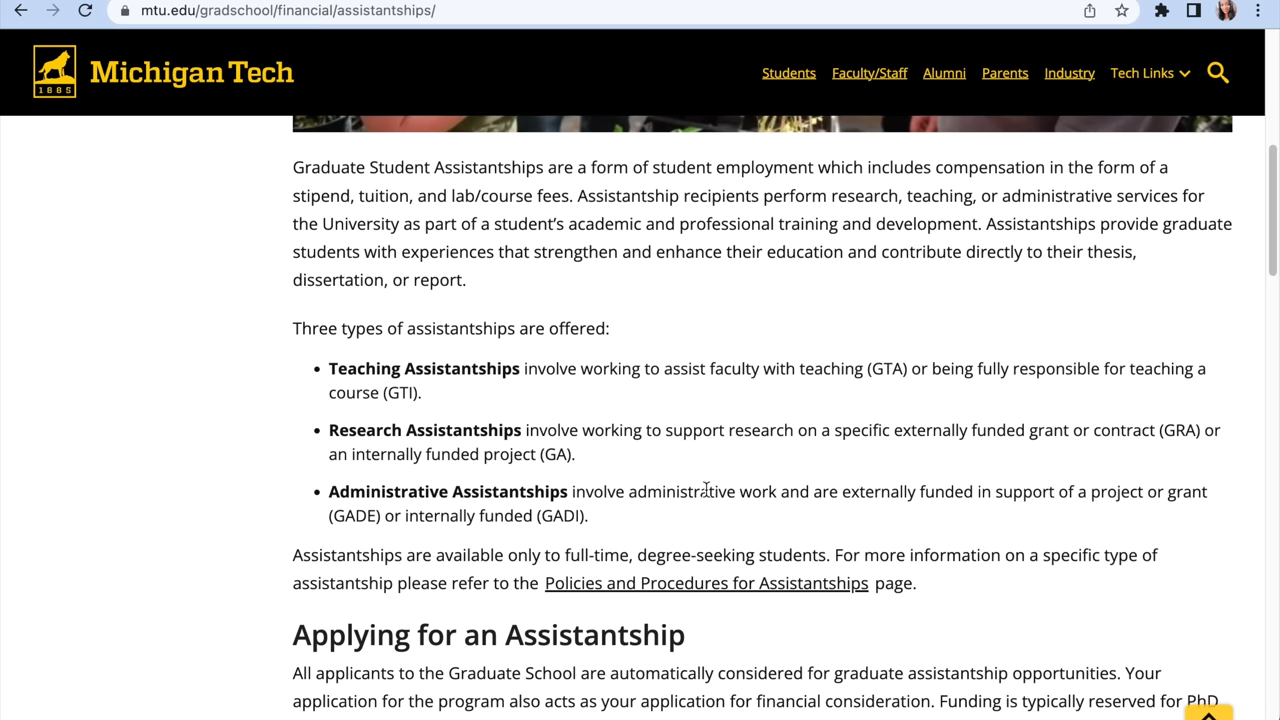 mtu.edu/gradschool/financial/assistantships/
1885
Michigan Tech
Students Faculty/Staff Alumni Parents Industry Tech Links
Graduate Student Assistantships are a form of student employment which includes compensation in the form of a
stipend, tuition, and lab/course fees. Assistantship recipients perform research, teaching, or administrative services for
the University as part of a student’s academic and professional training and development. Assistantships provide graduate
students with experiences that strengthen and enhance their education and contribute directly to their thesis,
dissertation, or report.
Three types of assistantships are offered:
• Teaching Assistantships involve working to assist faculty with teaching (GTA) or being fully responsible for teaching a
course (GTI).
• Research Assistantships involve working to support research on a specific externally funded grant or contract (GRA) or
an internally funded project (GA).
• Administrative Assistantships involve administrative work and are externally funded in support of a project or grant
(GADE) or internally funded (GADI).
Assistantships are available only to full-time, degree-seeking students. For more information on a specific type of
assistantship please refer to the Policies and Procedures for Assistantships page.
Applying for an Assistantship
All applicants to the Graduate School are automatically considered for graduate assistantship opportunities. Your
application for the program also acts as your application for financial consideration. Funding is typically reserved for PhD